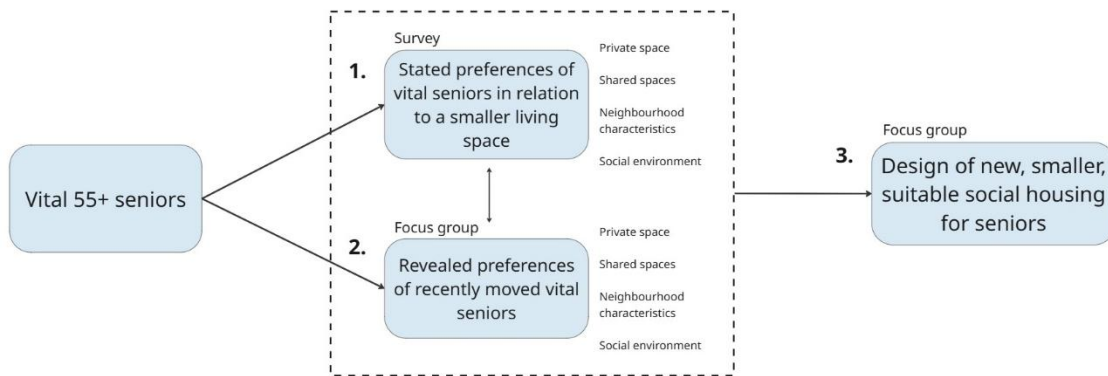 Vital 55+ seniors
Survey
1.
Stated preferences of
vital seniors in relation
to a smaller living
space
Private space
Shared spaces
Neighbourhood
characteristics
Social environment
Focus group
2.
Revealed preferences
of recently moved vital
seniors
Private space
Shared spaces
Neighbourhood
characteristics
Social environment
Focus group
3.
Design of new, smaller,
suitable social housing
for seniors